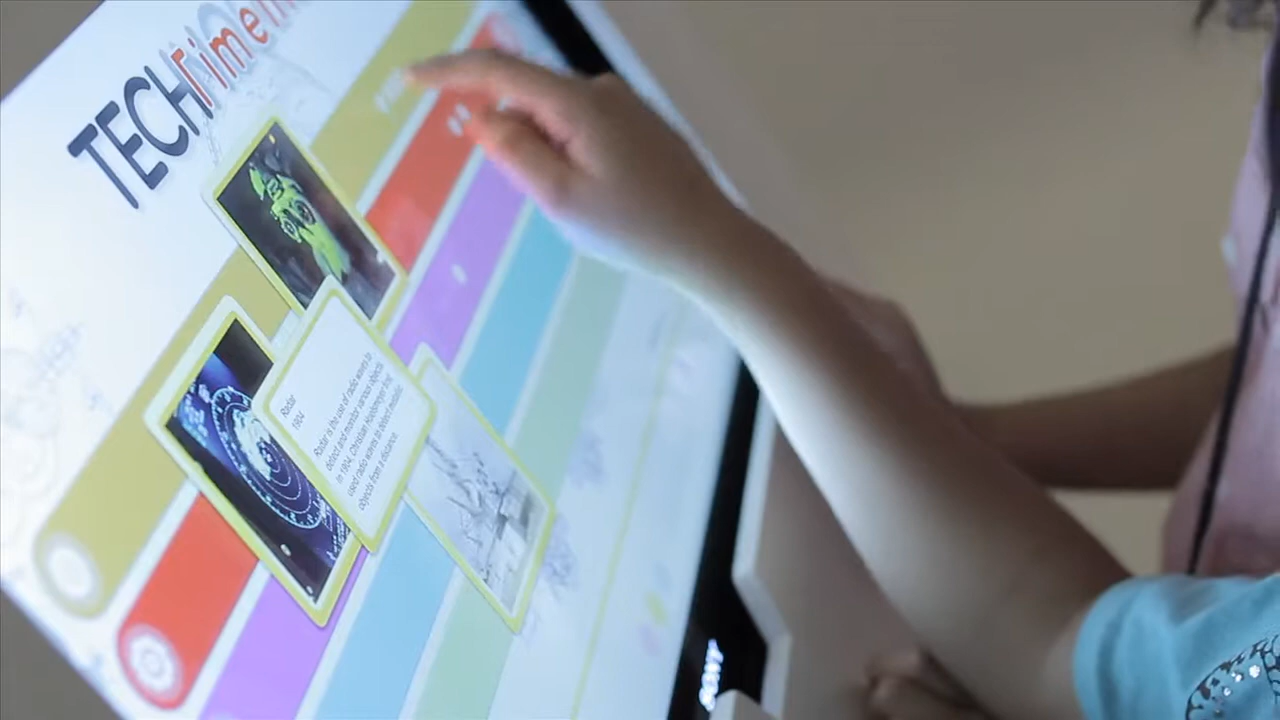 TECHTime
Radar
1904
Radar is the use of radio waves to
detect and monitor various objects.
In 1904, Christian Hülsmeyer first
used radio waves to detect metallic
objects from a distance.